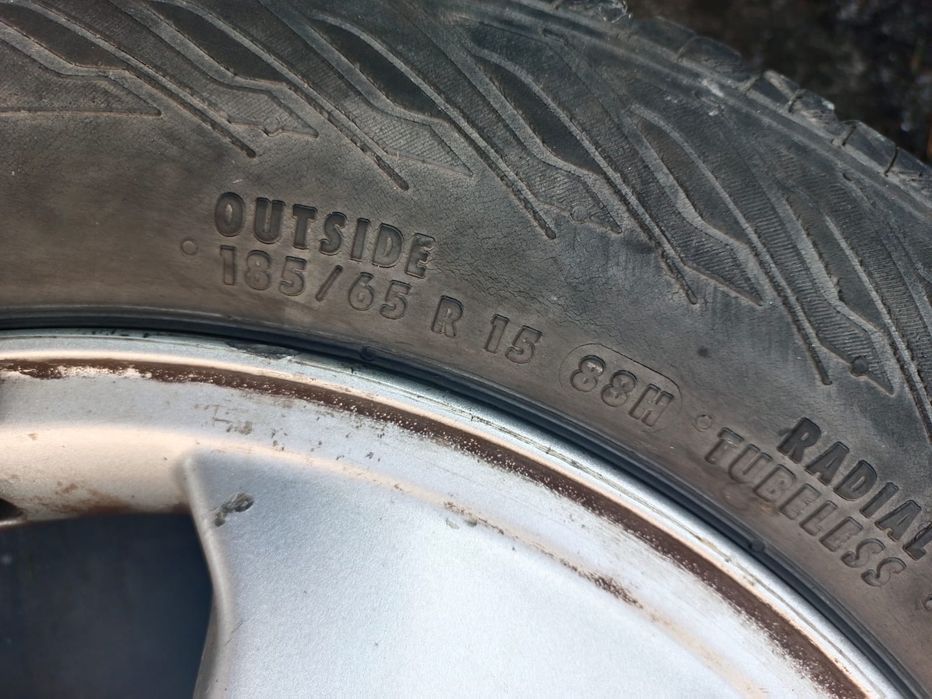 OUTSIDE
185/65 R 15 88H
RADIAL
TUBELESS